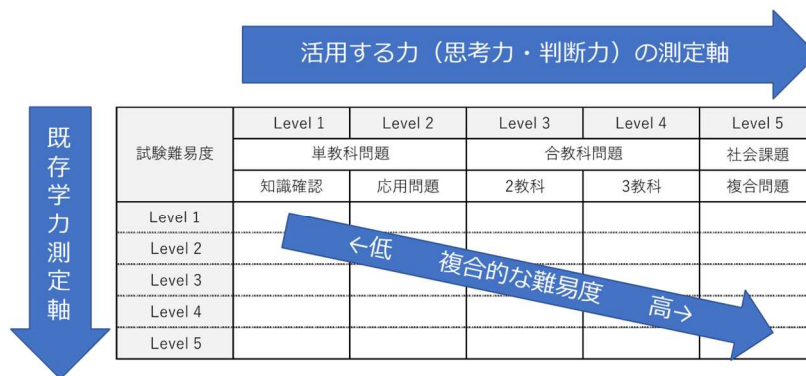 活用する力（思考力・判断力）の測定軸
既存学力測定軸
試験難易度 Level 1 Level 2 Level 3 Level 4 Level 5
単教科問題 合教科問題 社会課題
知識確認 応用問題 2教科 3教科 複合問題
Level 1
Level 2
Level 3
Level 4
Level 5
←低 複合的な難易度 高→